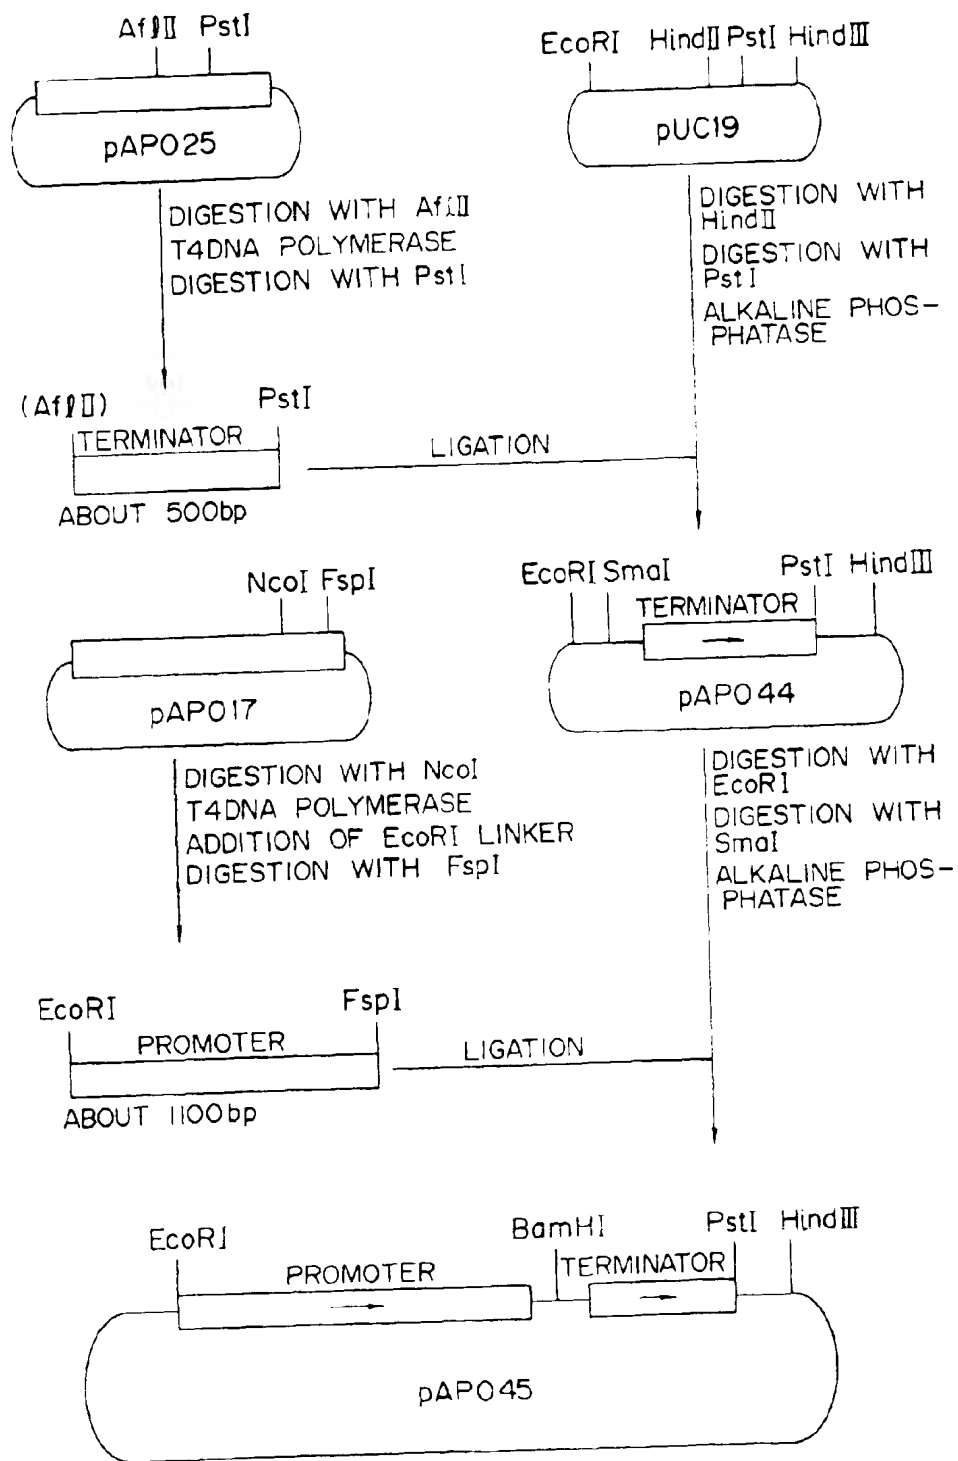 AflII PstI
pAPO25
EcoRI HindII PstI HindIII
pUC19
DIGESTION WITH AflII
T4DNA POLYMERASE
DIGESTION WITH PstI
DIGESTION WITH
HindII
DIGESTION WITH
PstI
ALKALINE PHOS-
PHATASE
(AflII) PstI
TERMINATOR
ABOUT 500bp
LIGATION
NcoI FspI
pAPO17
EcoRI SmaI PstI HindIII
TERMINATOR
pAPO44
DIGESTION WITH NcoI
T4DNA POLYMERASE
ADDITION OF EcoRI LINKER
DIGESTION WITH FspI
DIGESTION WITH
EcoRI
DIGESTION WITH
SmaI
ALKALINE PHOS-
PHATASE
EcoRI FspI
PROMOTER
ABOUT 1100bp
LIGATION
EcoRI BamHI PstI HindIII
PROMOTER TERMINATOR
pAPO45